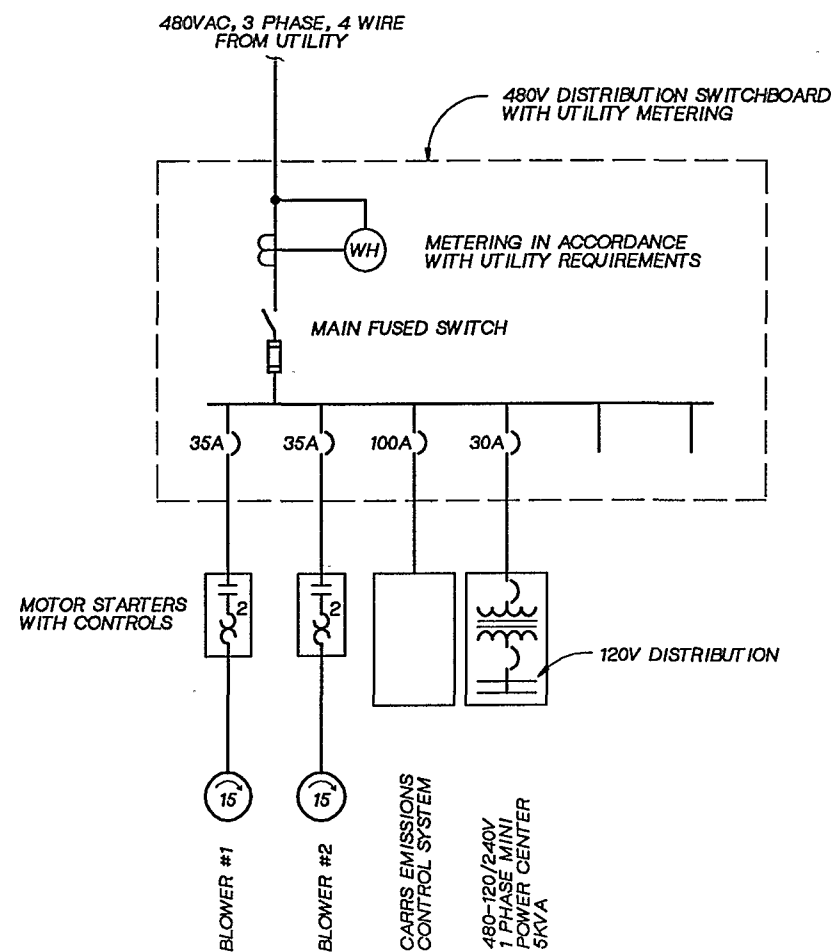 480VAC, 3 PHASE, 4 WIRE
FROM UTILITY
480V DISTRIBUTION SWITCHBOARD
WITH UTILITY METERING
WH
METERING IN ACCORDANCE
WITH UTILITY REQUIREMENTS
MAIN FUSED SWITCH
35A
35A
100A
30A
MOTOR STARTERS
WITH CONTROLS
2
2
120V DISTRIBUTION
15
15
BLOWER #1
BLOWER #2
CARRS EMISSIONS
CONTROL SYSTEM
480-120/240V
1 PHASE MINI
POWER CENTER
5KVA